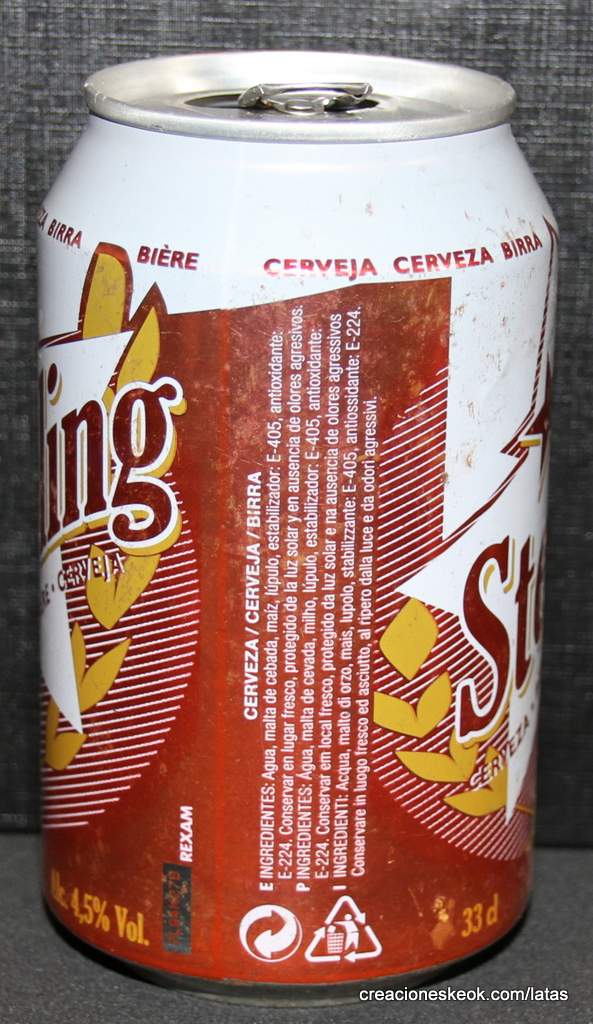 BIRRA BIÈRE CERVEJA CERVEZA BIRRA
ing
CERVEJA
St
CERVEZA
CERVEZA / CERVEJA / BIRRA
E INGREDIENTES: Agua, malta de cebada, maíz, lúpulo, estabilizador: E-405, antioxidante:
E-224. Conservar en lugar fresco, protegido de la luz solar y en ausencia de olores agresivos.
P INGREDIENTES: Água, malta de cevada, milho, lúpulo, estabilizador: E-405, antioxidante:
E-224. Conservar em local fresco, protegido da luz solar e na ausencia de olores agressivos
I INGREDIENTI: Acqua, malto di orzo, mais, lupolo, stabilizzante: E-405, antiossidante: E-224.
Conservare in luogo fresco ed asciutto, al ripero dalla luce e da odori agressivi.
REXAM
Alc. 4,5% Vol.
33 cl
creacioneskeok.com/latas